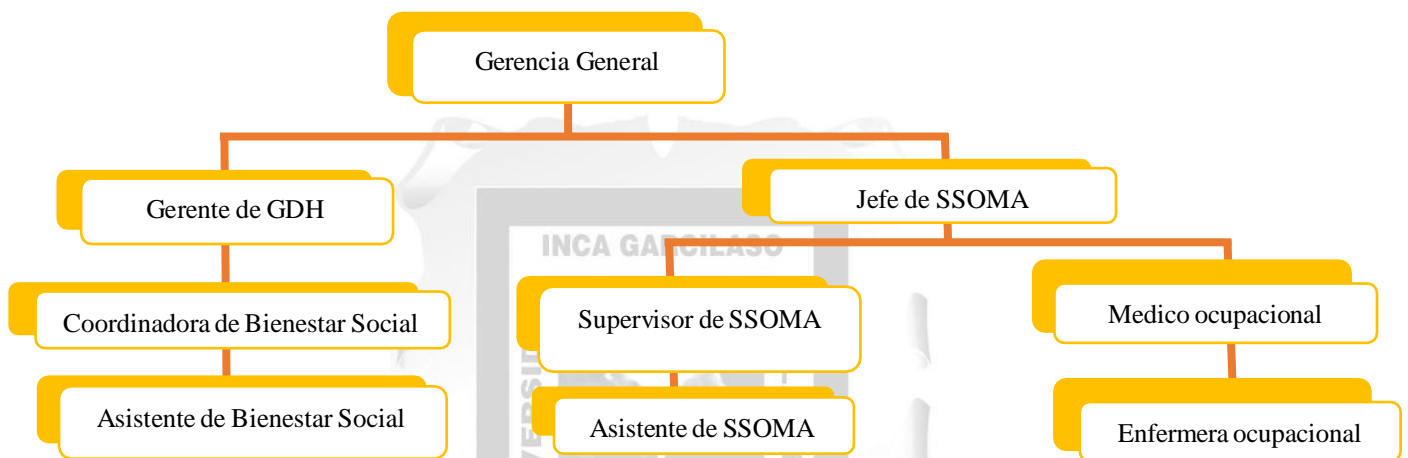 Gerencia General
Gerente de GDH
Jefe de SSOMA
INCA GARCILASO
Coordinadora de Bienestar Social
Supervisor de SSOMA
Medico ocupacional
Asistente de Bienestar Social
Asistente de SSOMA
Enfermera ocupacional